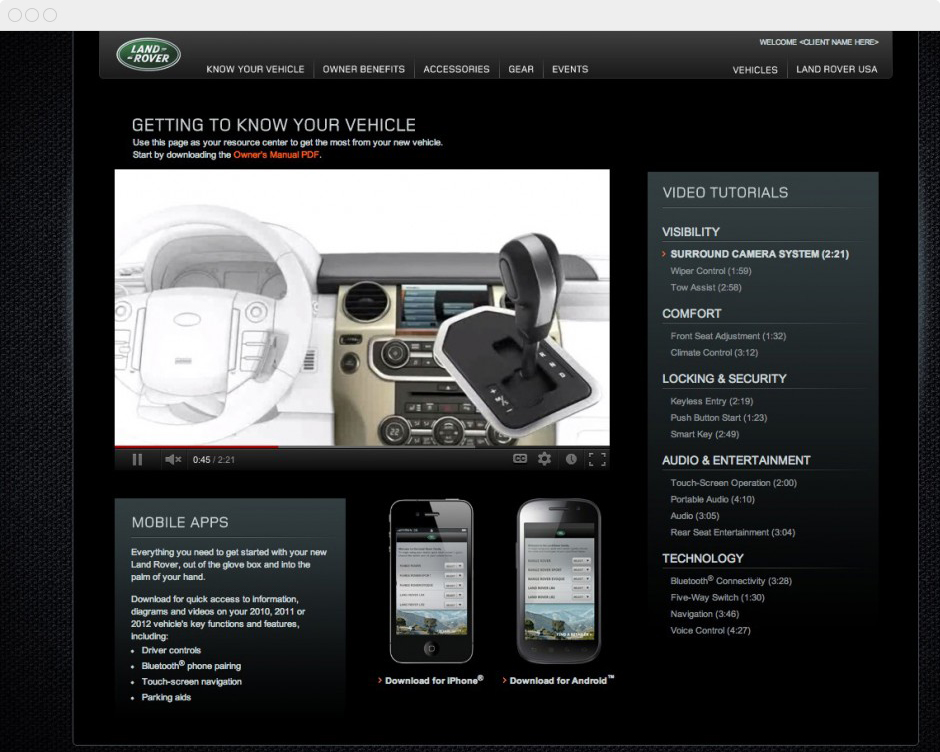 LAND-
-ROVER
WELCOME <CLIENT NAME HERE>
KNOW YOUR VEHICLE
OWNER BENEFITS
ACCESSORIES
GEAR
EVENTS
VEHICLES
LAND ROVER USA
GETTING TO KNOW YOUR VEHICLE
Use this page as your resource center to get the most from your new vehicle.
Start by downloading the Owner's Manual PDF.
0:45 / 2:21
CC
MOBILE APPS
Everything you need to get started with your new
Land Rover, out of the glove box and into the
palm of your hand.
Download for quick access to information,
diagrams and videos on your 2010, 2011 or
2012 vehicle's key functions and features,
including:
• Driver controls
• Bluetooth® phone pairing
• Touch-screen navigation
• Parking aids
› Download for iPhone®
› Download for Android™
VIDEO TUTORIALS
VISIBILITY
› SURROUND CAMERA SYSTEM (2:21)
Wiper Control (1:59)
Tow Assist (2:58)
COMFORT
Front Seat Adjustment (1:32)
Climate Control (3:12)
LOCKING & SECURITY
Keyless Entry (2:19)
Push Button Start (1:23)
Smart Key (2:49)
AUDIO & ENTERTAINMENT
Touch-Screen Operation (2:00)
Portable Audio (4:10)
Audio (3:05)
Rear Seat Entertainment (3:04)
TECHNOLOGY
Bluetooth® Connectivity (3:28)
Five-Way Switch (1:30)
Navigation (3:46)
Voice Control (4:27)